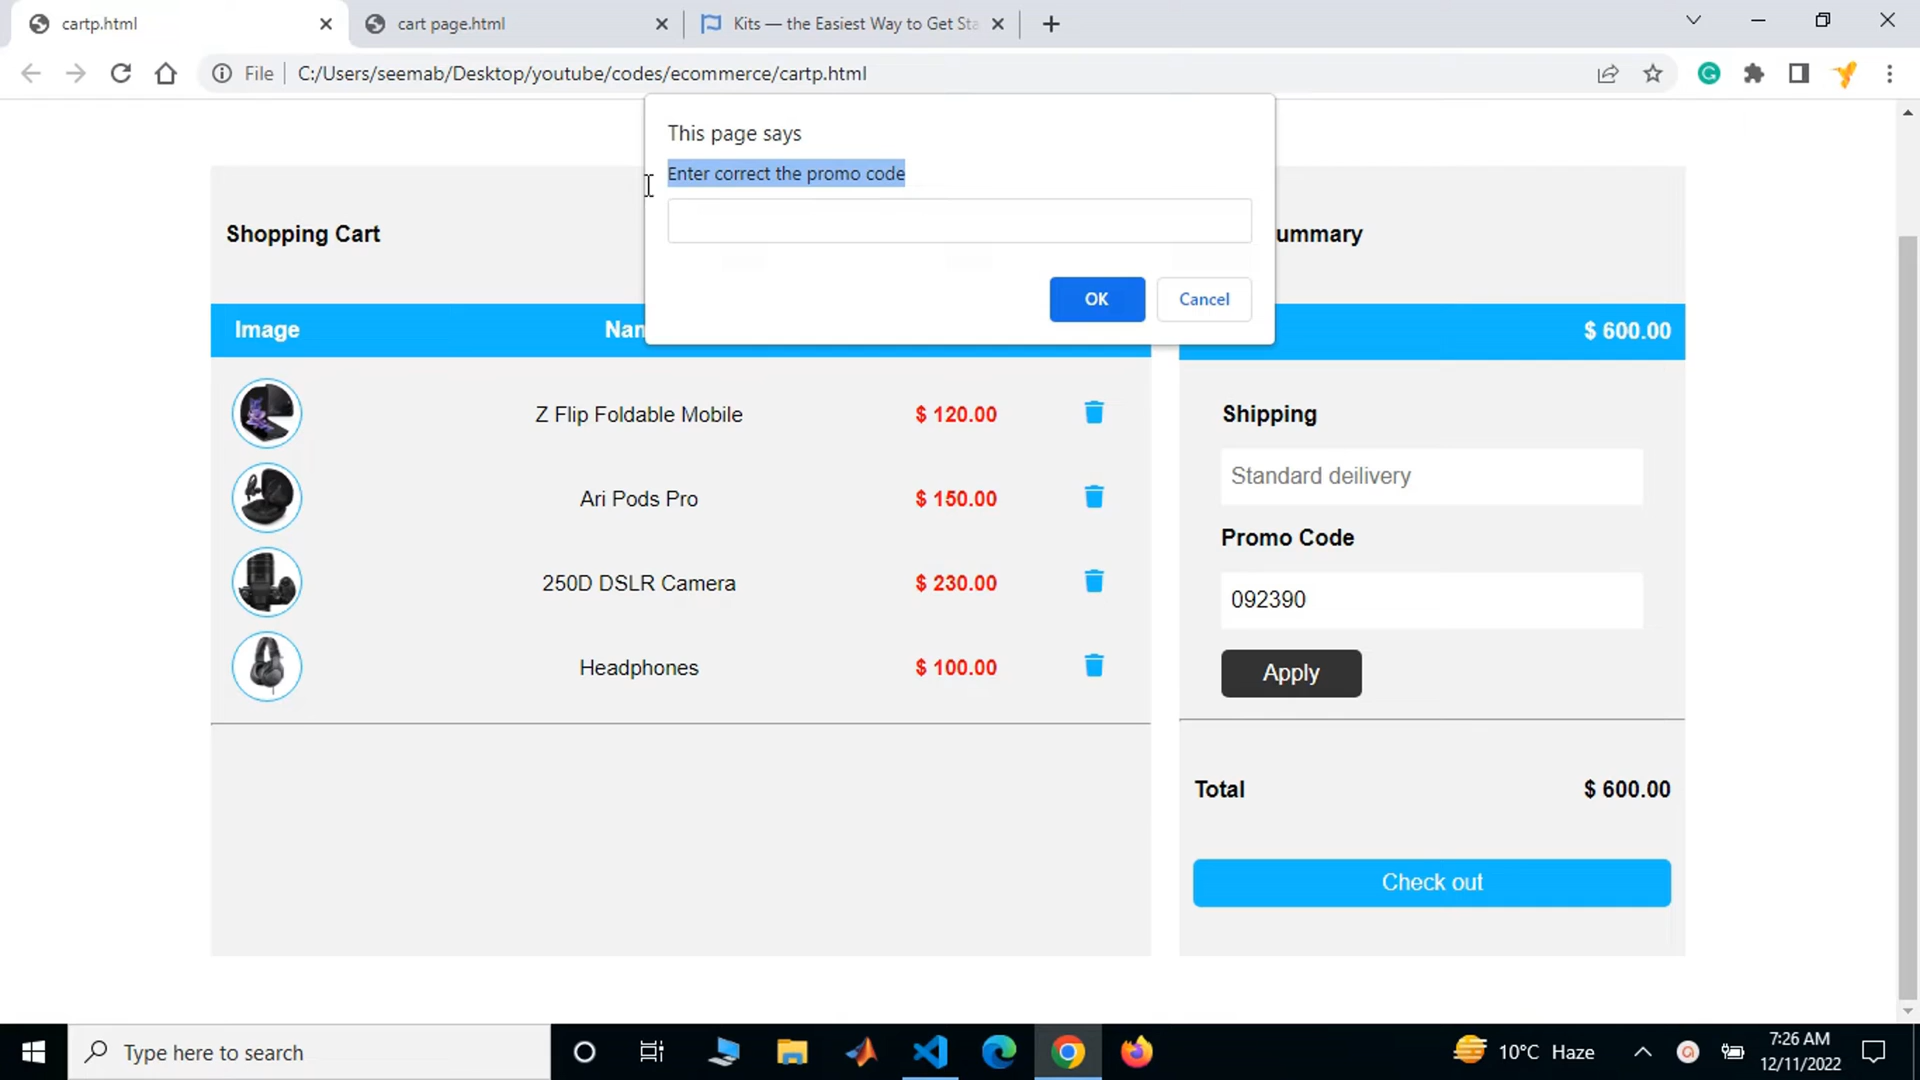 cartp.html
cart page.html
Kits — the Easiest Way to Get Sta
File
C:/Users/seemab/Desktop/youtube/codes/ecommerce/cartp.html
This page says
Enter correct the promo code
OK
Cancel
Shopping Cart
ummary
Image
Nam
$ 600.00
Z Flip Foldable Mobile
$ 120.00
Ari Pods Pro
$ 150.00
250D DSLR Camera
$ 230.00
Headphones
$ 100.00
Shipping
Standard deilivery
Promo Code
092390
Apply
Total
$ 600.00
Check out
Type here to search
10°C Haze
7:26 AM
12/11/2022